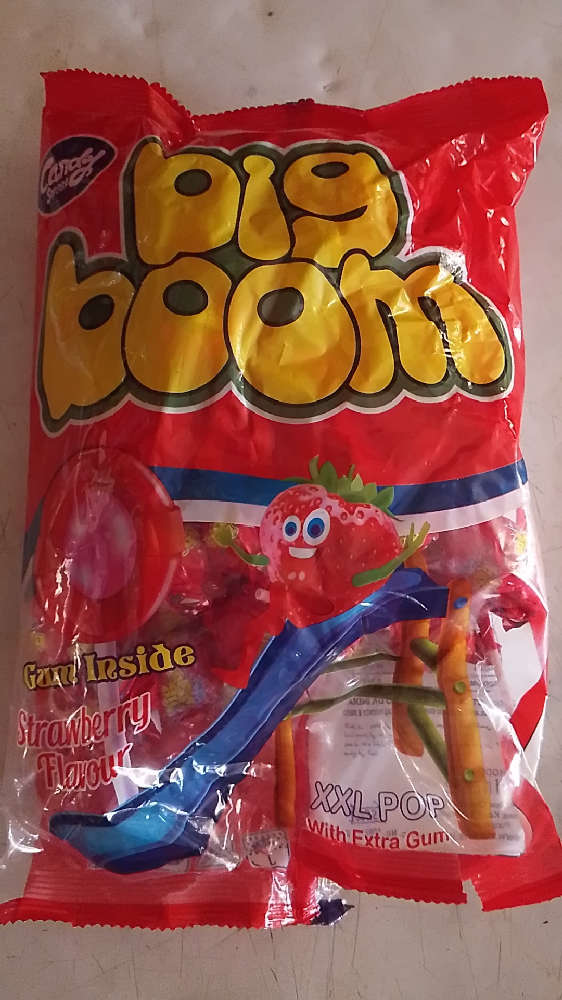 big
boom
Gum Inside
Strawberry
Flavour
XXL POP
With Extra Gum